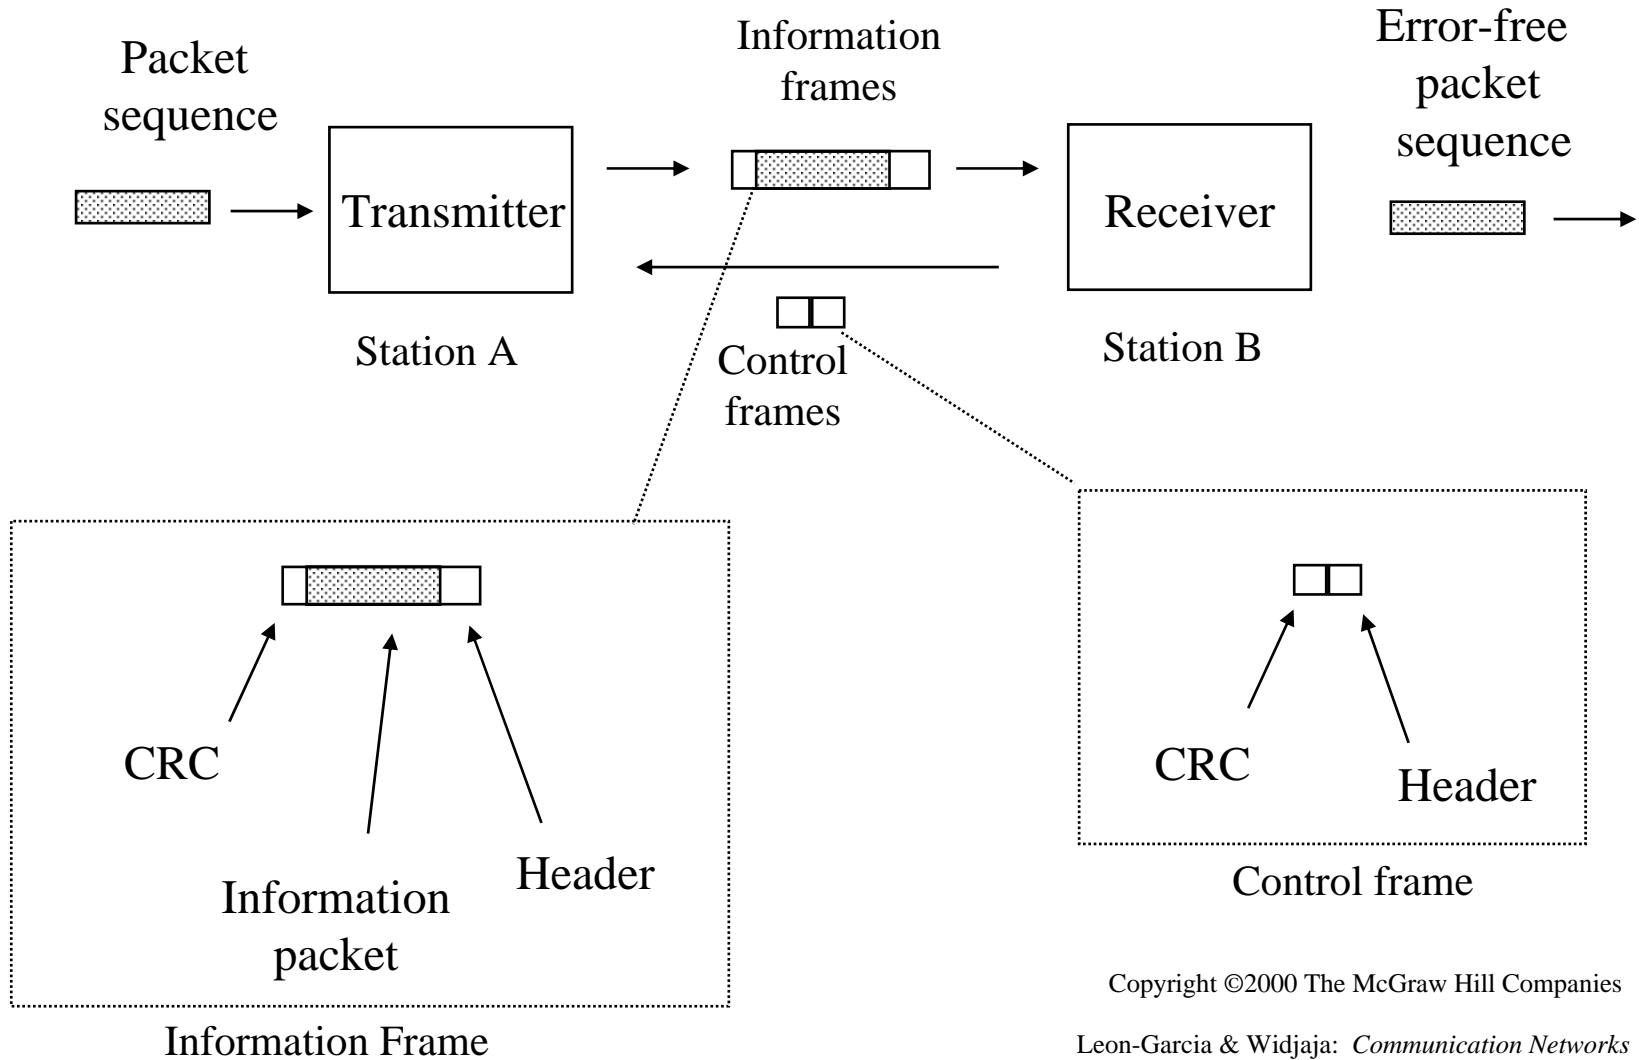 Packet
sequence
Information
frames
Error-free
packet
sequence
Transmitter
Receiver
Station A
Control
frames
Station B
CRC
Information
packet
Header
Information Frame
CRC
Header
Control frame
Copyright ©2000 The McGraw Hill Companies
Leon-Garcia & Widjaja: Communication Networks